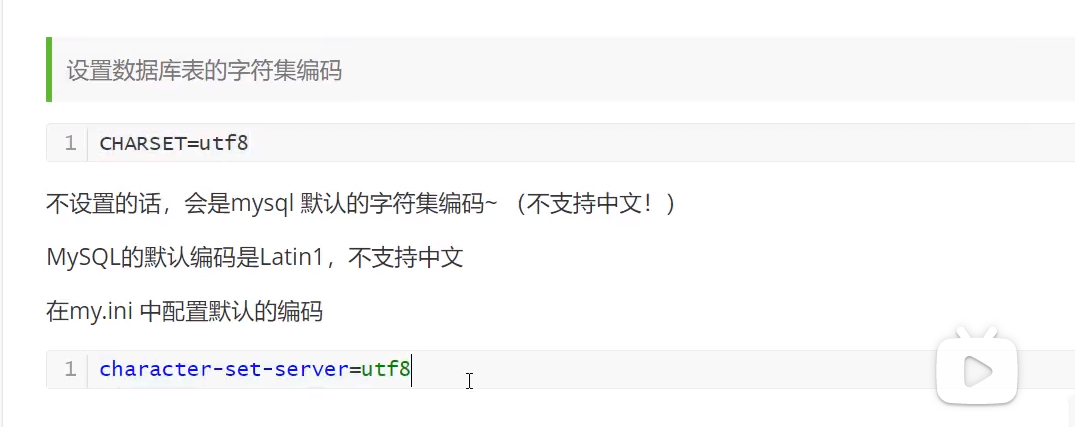 设置数据库表的字符集编码
1 CHARSET=utf8
不设置的话，会是mysql 默认的字符集编码~ （不支持中文！）
MySQL的默认编码是Latin1，不支持中文
在my.ini 中配置默认的编码
1 character-set-server=utf8